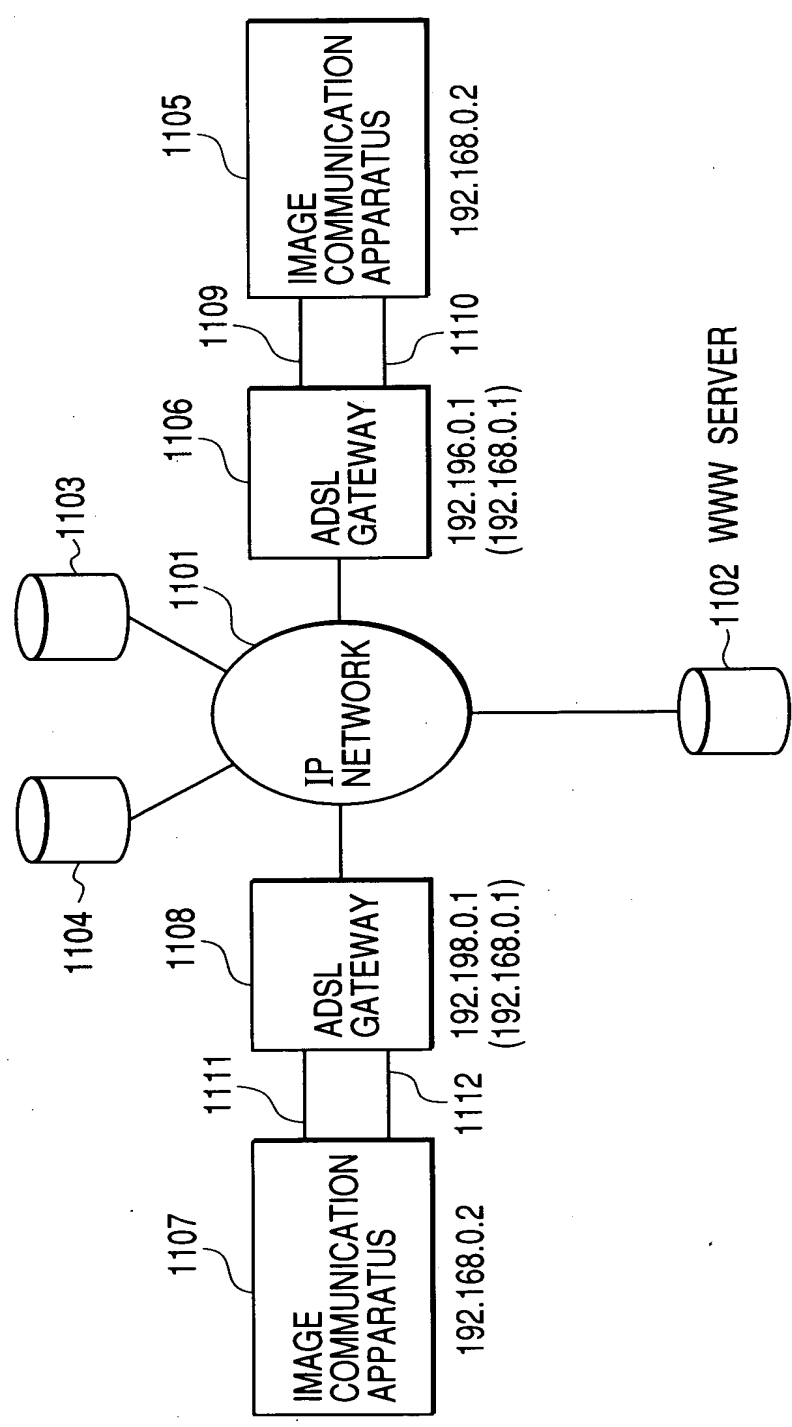 1104
1103
1101
1107
IMAGE
COMMUNICATION
APPARATUS
192.168.0.2
1111
1112
1108
ADSL
GATEWAY
192.198.0.1
(192.168.0.1)
IP
NETWORK
1106
ADSL
GATEWAY
192.196.0.1
(192.168.0.1)
1109
1110
1105
IMAGE
COMMUNICATION
APPARATUS
192.168.0.2
1102 WWW SERVER